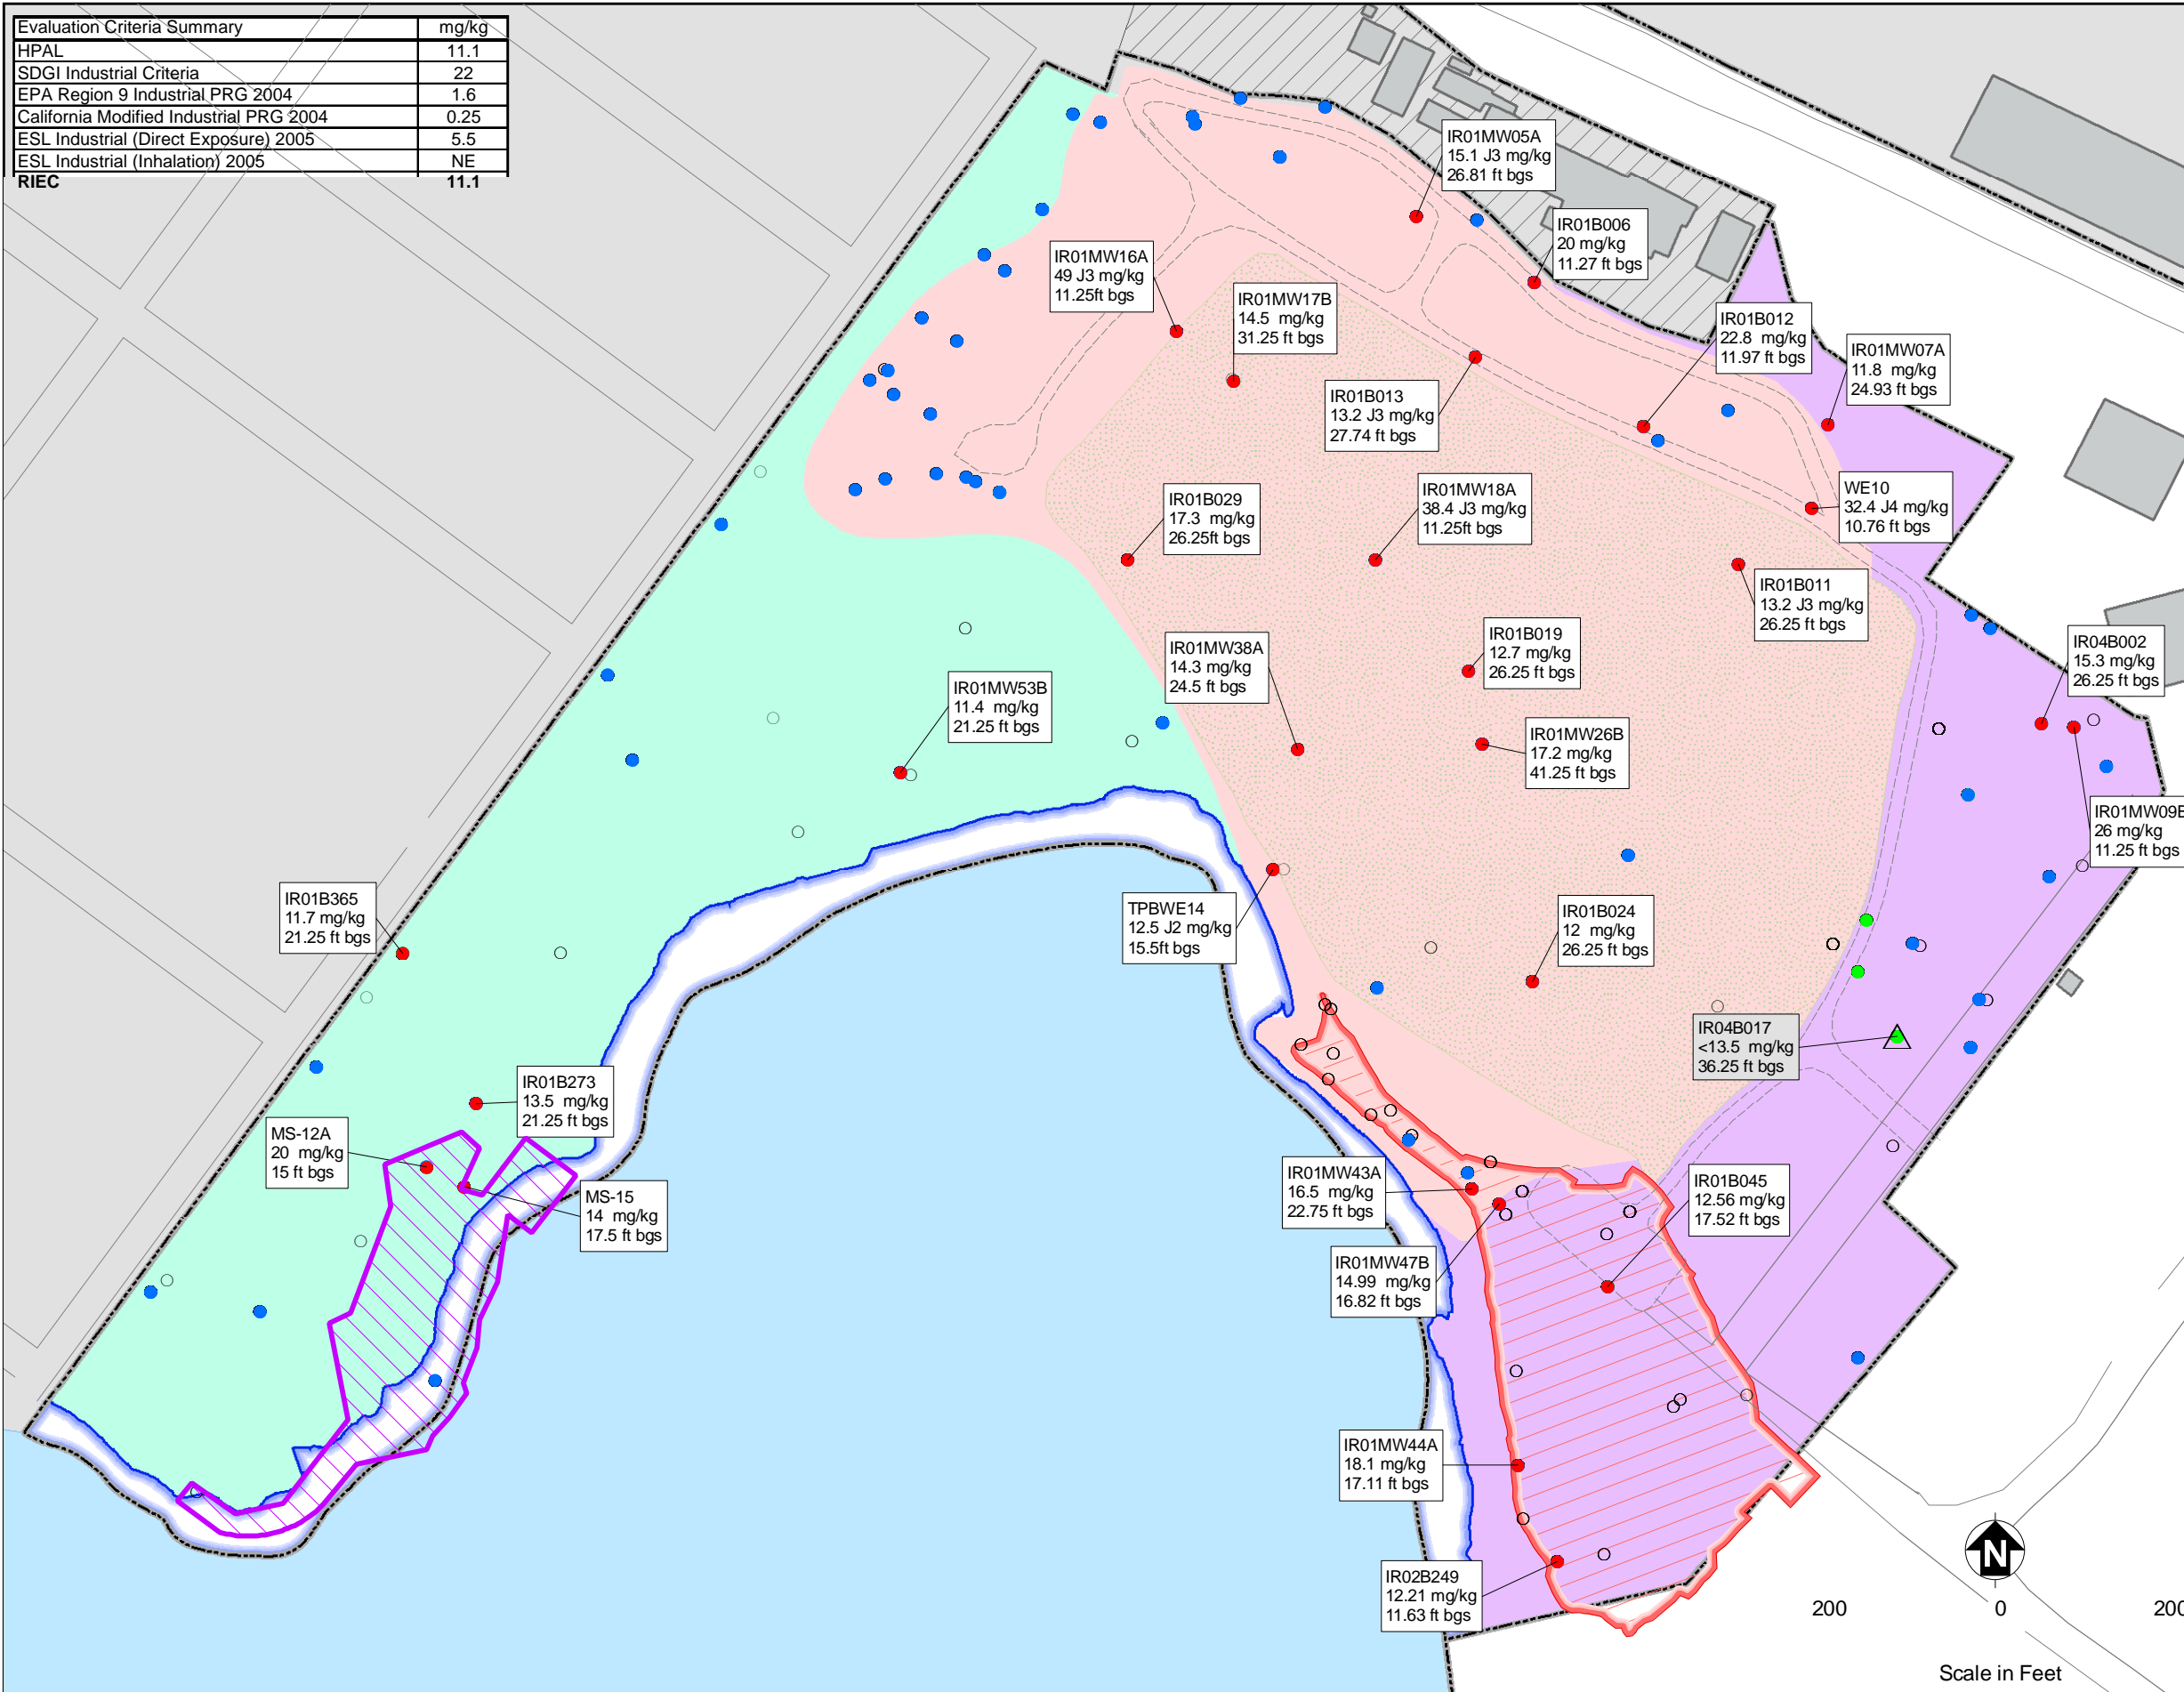 Evaluation Criteria Summary mg/kg
HPAL 11.1
SDGI Industrial Criteria 22
EPA Region 9 Industrial PRG 2004 1.6
California Modified Industrial PRG 2004 0.25
ESL Industrial (Direct Exposure) 2005 5.5
ESL Industrial (Inhalation) 2005 NE
RIEC 11.1
IR01MW05A
15.1 J3 mg/kg
26.81 ft bgs
IR01B006
20 mg/kg
11.27 ft bgs
IR01MW16A
49 J3 mg/kg
11.25ft bgs
IR01MW17B
14.5 mg/kg
31.25 ft bgs
IR01B012
22.8 mg/kg
11.97 ft bgs
IR01MW07A
11.8 mg/kg
24.93 ft bgs
IR01B013
13.2 J3 mg/kg
27.74 ft bgs
IR01B029
17.3 mg/kg
26.25ft bgs
IR01MW18A
38.4 J3 mg/kg
11.25ft bgs
WE10
32.4 J4 mg/kg
10.76 ft bgs
IR01B011
13.2 J3 mg/kg
26.25 ft bgs
IR01B019
12.7 mg/kg
26.25 ft bgs
IR04B002
15.3 mg/kg
26.25 ft bgs
IR01MW38A
14.3 mg/kg
24.5 ft bgs
IR01MW53B
11.4 mg/kg
21.25 ft bgs
IR01MW26B
17.2 mg/kg
41.25 ft bgs
IR01MW09B
26 mg/kg
11.25 ft bgs
IR01B365
11.7 mg/kg
21.25 ft bgs
TPBWE14
12.5 J2 mg/kg
15.5ft bgs
IR01B024
12 mg/kg
26.25 ft bgs
IR04B017
<13.5 mg/kg
36.25 ft bgs
IR01B273
13.5 mg/kg
21.25 ft bgs
MS-12A
20 mg/kg
15 ft bgs
MS-15
14 mg/kg
17.5 ft bgs
IR01MW43A
16.5 mg/kg
22.75 ft bgs
IR01B045
12.56 mg/kg
17.52 ft bgs
IR01MW47B
14.99 mg/kg
16.82 ft bgs
IR01MW44A
18.1 mg/kg
17.11 ft bgs
IR02B249
12.21 mg/kg
11.63 ft bgs
N
200 0 200
Scale in Feet